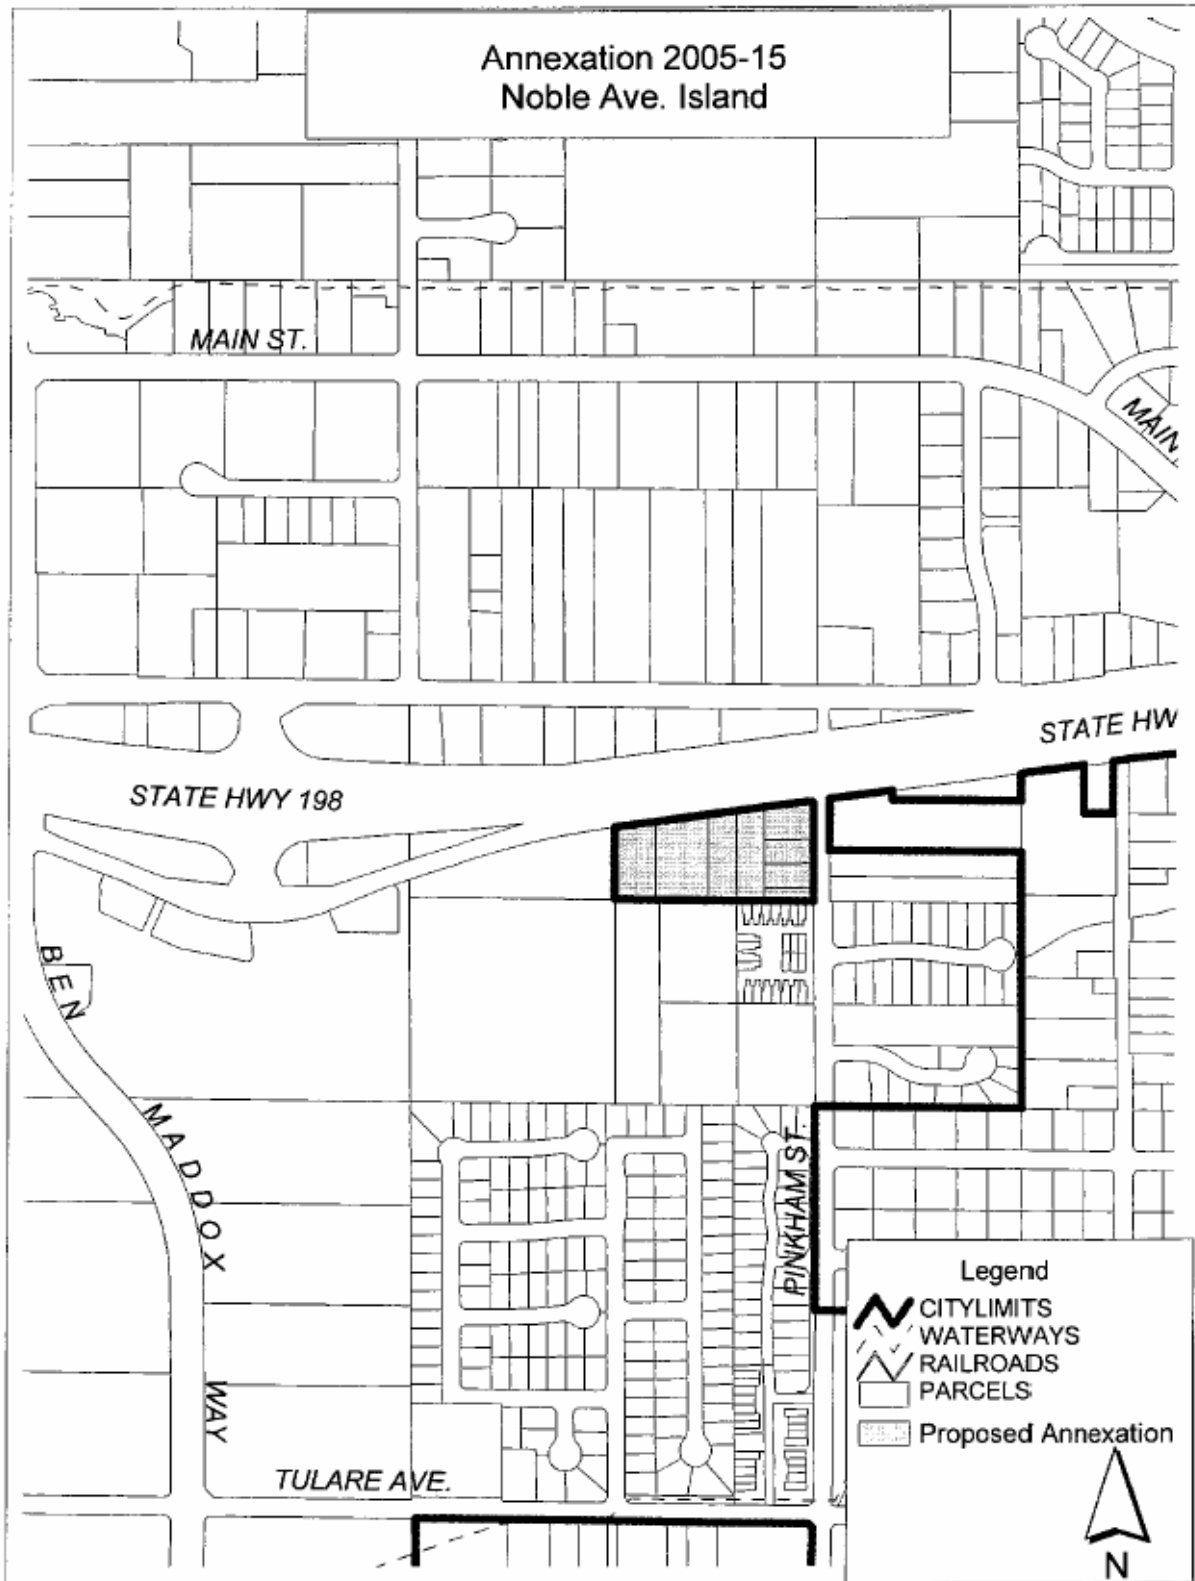 Annexation 2005-15
Noble Ave. Island
MAIN ST.
MAIN
STATE HW
STATE HWY 198
BEN
MADDOX
WAY
PINKHAM ST.
TULARE AVE.
Legend
CITYLIMITS
WATERWAYS
RAILROADS
PARCELS
Proposed Annexation
N